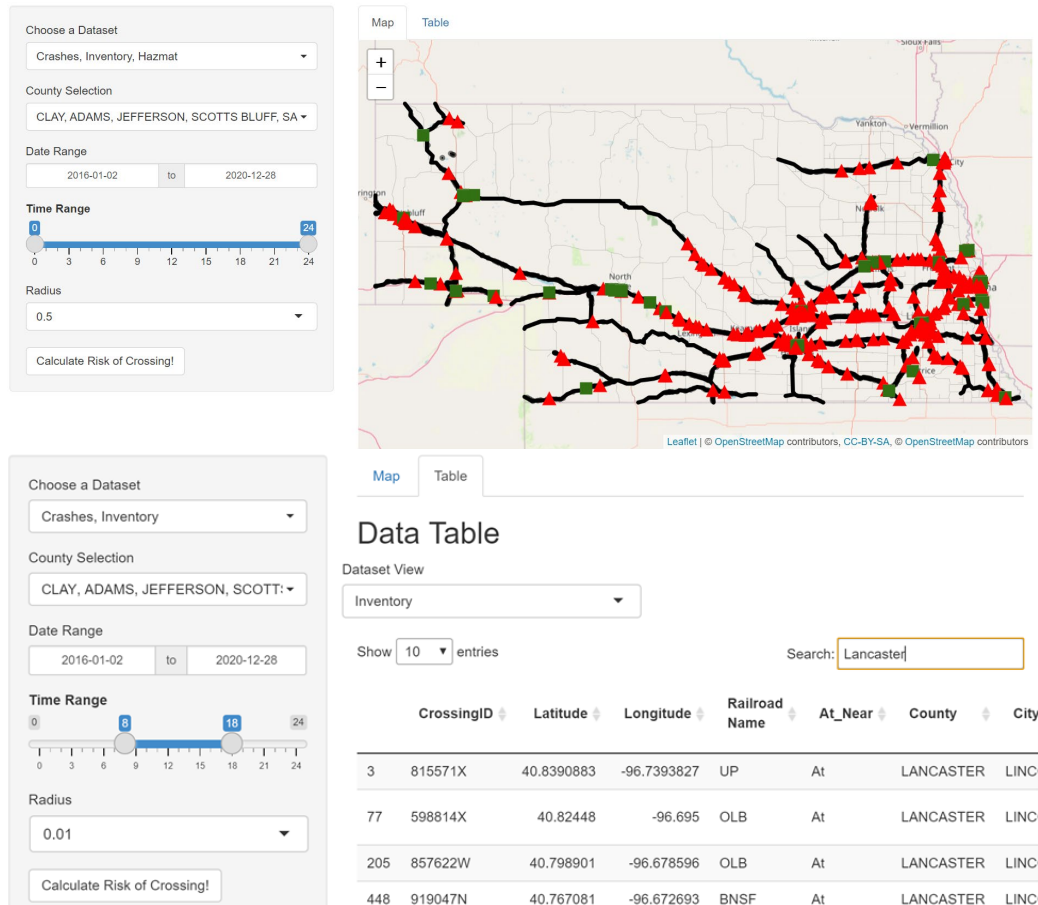 Choose a Dataset
Crashes, Inventory, Hazmat
County Selection
CLAY, ADAMS, JEFFERSON, SCOTTS BLUFF, SA
Date Range
2016-01-02 to 2020-12-28
Time Range
0 24
0 3 6 9 12 15 18 21 24
Radius
0.5
Calculate Risk of Crossing!
Map Table
+
−
Sioux Falls
Yankton Vermillion
City
North
Leaflet | © OpenStreetMap contributors, CC-BY-SA, © OpenStreetMap contributors
Choose a Dataset
Crashes, Inventory
County Selection
CLAY, ADAMS, JEFFERSON, SCOTT
Date Range
2016-01-02 to 2020-12-28
Time Range
0 8 18 24
0 3 6 9 12 15 18 21 24
Radius
0.01
Calculate Risk of Crossing!
Map Table
Data Table
Dataset View
Inventory
Show 10 entries
Search: Lancaster
CrossingID Latitude Longitude Railroad Name At_Near County City
3 815571X 40.8390883 -96.7393827 UP At LANCASTER LINC
77 598814X 40.82448 -96.695 OLB At LANCASTER LINC
205 857622W 40.798901 -96.678596 OLB At LANCASTER LINC
448 919047N 40.767081 -96.672693 BNSF At LANCASTER LINC